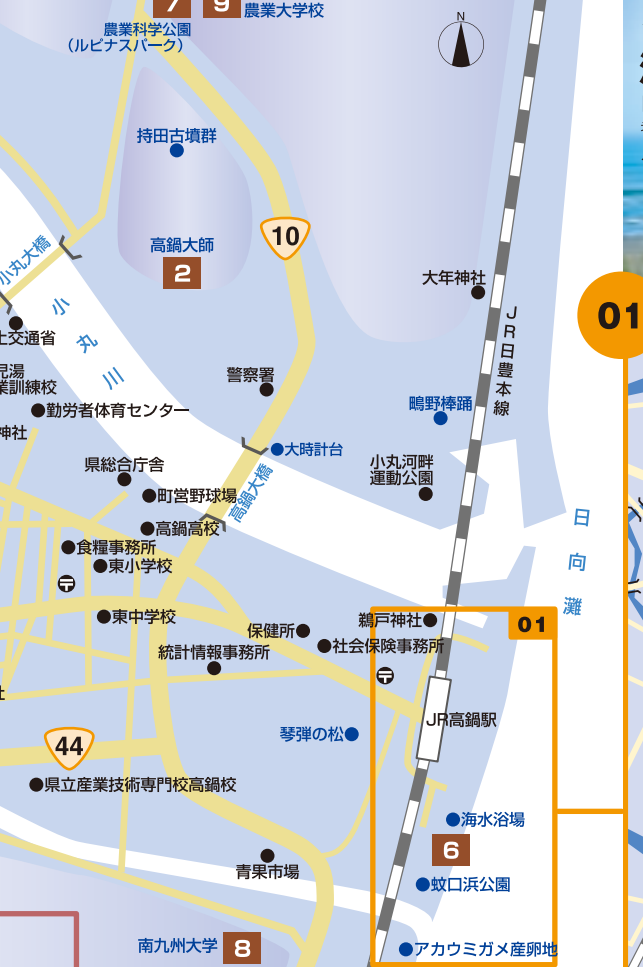 7 9 農業大学校
農業科学公園
（ルピナスパーク）
N
持田古墳群
高鍋大師
2
10
小丸大橋
小丸川
大年神社
JR日豊本線
01
土交通省
児湯
業訓練校
勤労者体育センター
神社
警察署
鴫野棒踊
大時計台
県総合庁舎
町営野球場
高鍋大橋
小丸河畔
運動公園
高鍋高校
食糧事務所
東小学校
日向灘
東中学校
保健所
鵜戸神社
01
社会保険事務所
統計情報事務所
JR高鍋駅
琴弾の松
44
県立産業技術専門校高鍋校
海水浴場
6
青果市場
蚊口浜公園
南九州大学 8
アカウミガメ産卵地